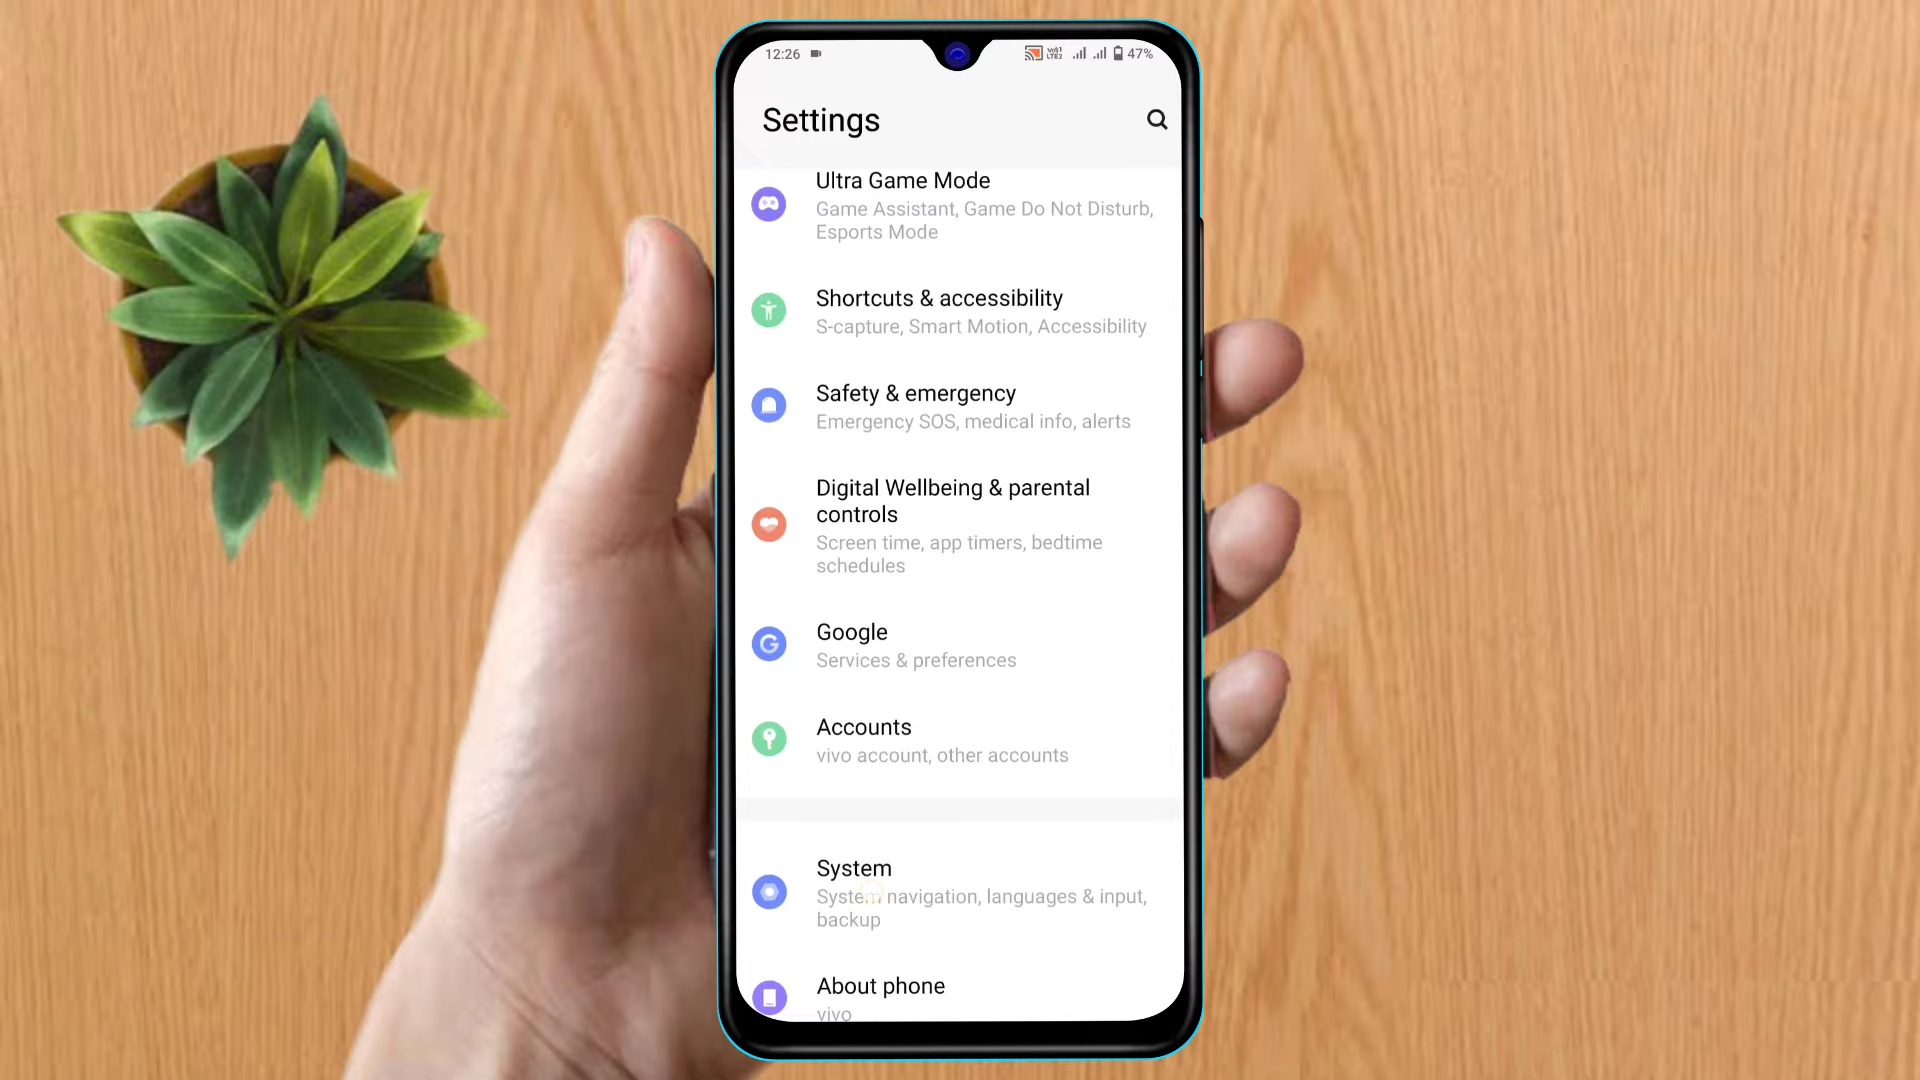 12:26
47%
Settings
Ultra Game Mode
Game Assistant, Game Do Not Disturb,
Esports Mode
Shortcuts & accessibility
S-capture, Smart Motion, Accessibility
Safety & emergency
Emergency SOS, medical info, alerts
Digital Wellbeing & parental
controls
Screen time, app timers, bedtime
schedules
Google
Services & preferences
Accounts
vivo account, other accounts
System
System navigation, languages & input,
backup
About phone
vivo